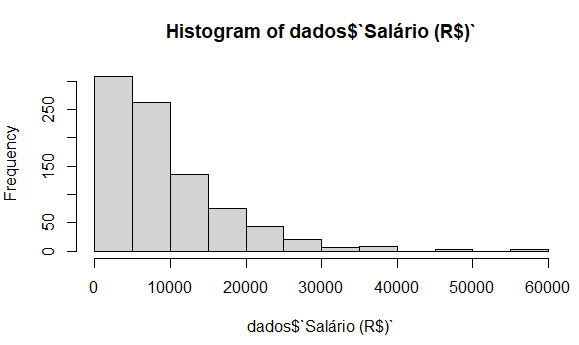 Histogram of dados$`Salário (R$)`
Frequency
250
150
50
0
0 10000 20000 30000 40000 50000 60000
dados$`Salário (R$)`